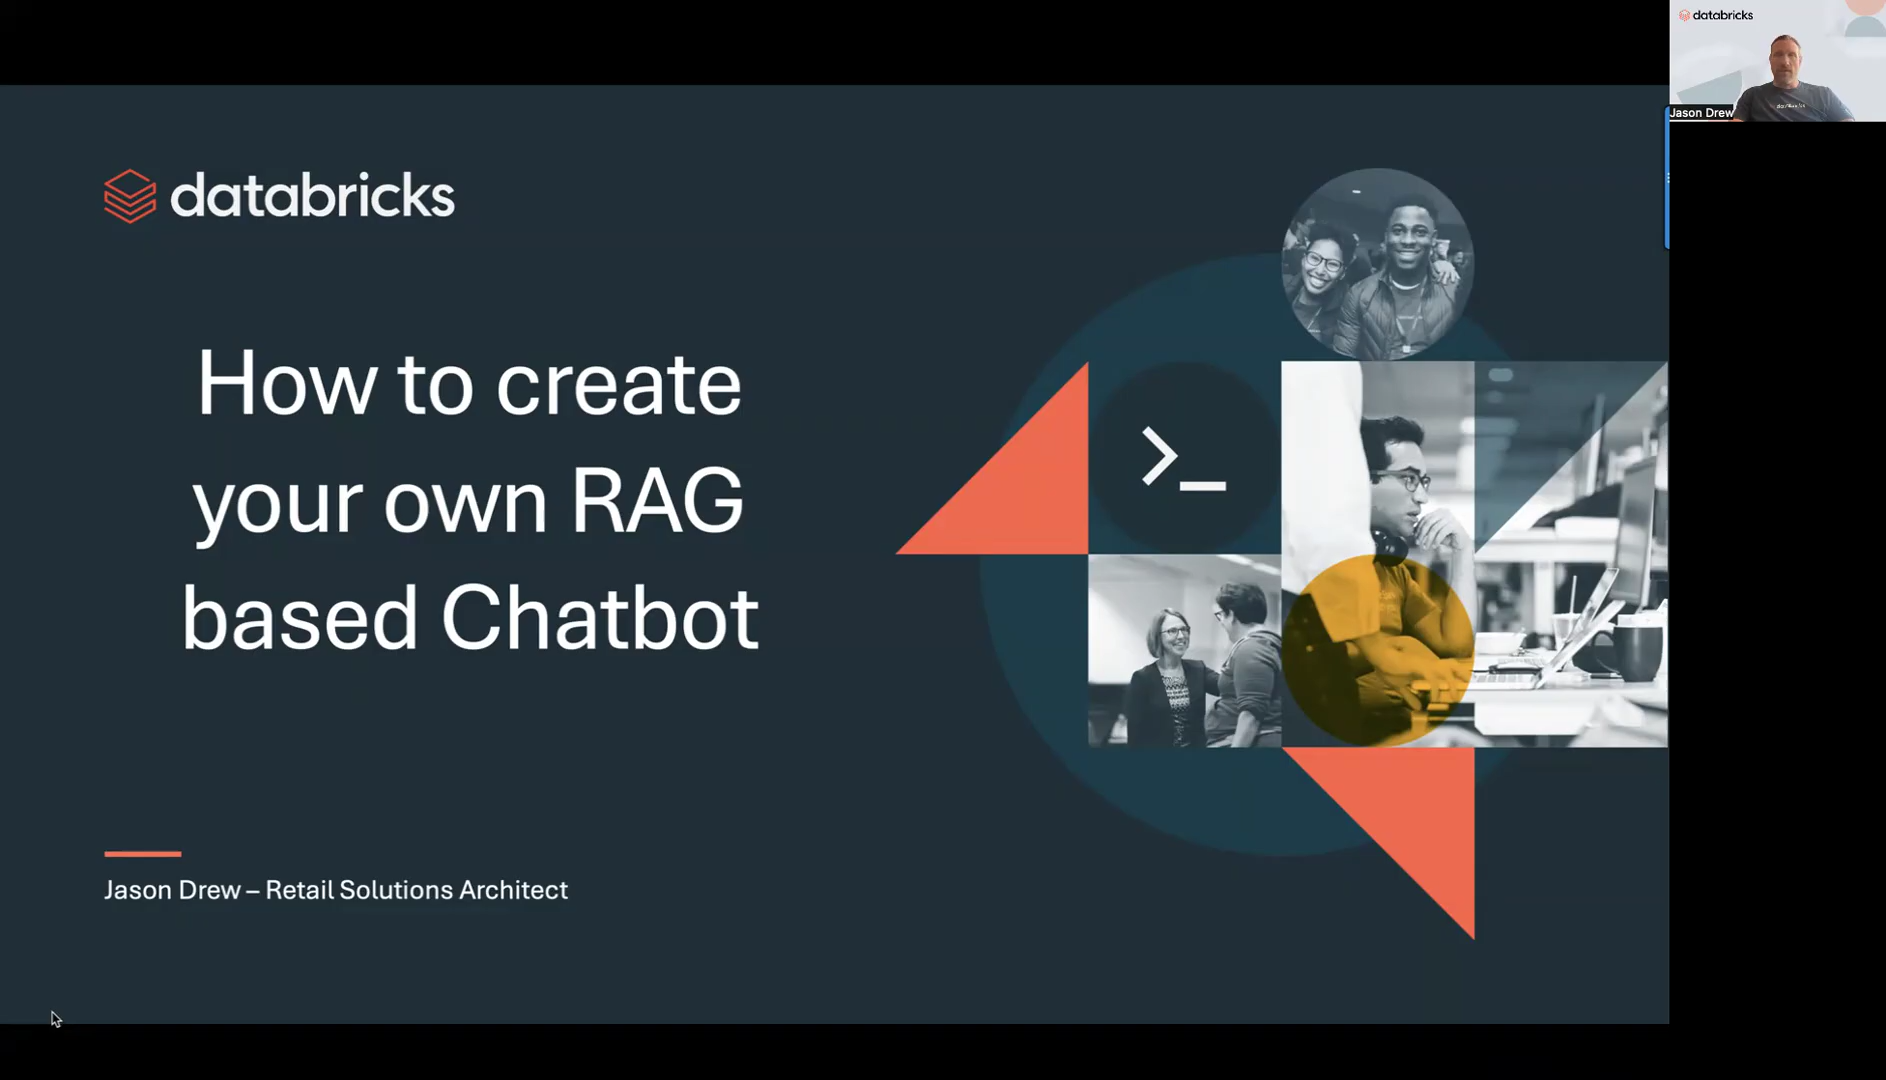 databricks
How to create
your own RAG
based Chatbot
Jason Drew – Retail Solutions Architect
databricks
Jason Drew